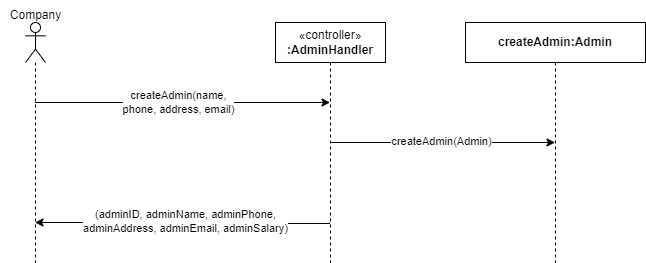 Company
«controller»
:AdminHandler
createAdmin:Admin
createAdmin(name,
phone, address, email)
createAdmin(Admin)
(adminID, adminName, adminPhone,
adminAddress, adminEmail, adminSalary)